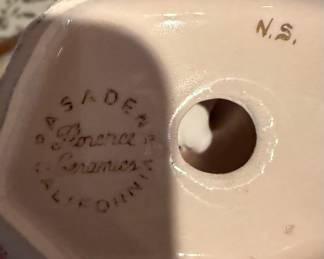 N.S.
PASADENA
Florence
Ceramics
CALIFORNIA